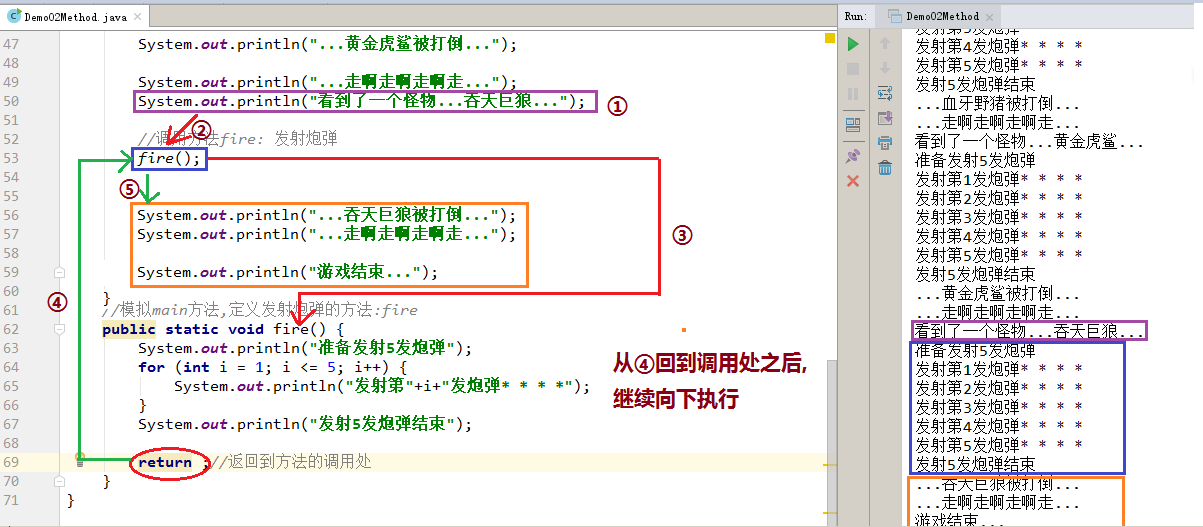 Demo02Method.java
47 System.out.println("...黄金虎鲨被打倒...");
48
49 System.out.println("...走啊走啊走啊走...");
50 System.out.println("看到了一个怪物...吞天巨狼..."); ①
51
52 //调用方法fire: 发射炮弹 ②
53 fire();
54
55 ⑤
56 System.out.println("...吞天巨狼被打倒...");
57 System.out.println("...走啊走啊走啊走..."); ③
58
59 System.out.println("游戏结束...");
60 }
④
61 //模拟main方法,定义发射炮弹的方法:fire
62 public static void fire() {
63 System.out.println("准备发射5发炮弹");
64 for (int i = 1; i <= 5; i++) {
65 System.out.println("发射第"+i+"发炮弹* * * *");
66 }
67 System.out.println("发射5发炮弹结束");
68
69 return ;//返回到方法的调用处
70 }
71 }
从④回到调用处之后,
继续向下执行
Run: Demo02Method
发射第3发炮弹* * * *
发射第4发炮弹* * * *
发射第5发炮弹* * * *
发射5发炮弹结束
...血牙野猪被打倒...
...走啊走啊走啊走...
看到了一个怪物...黄金虎鲨...
准备发射5发炮弹
发射第1发炮弹* * * *
发射第2发炮弹* * * *
发射第3发炮弹* * * *
发射第4发炮弹* * * *
发射第5发炮弹* * * *
发射5发炮弹结束
...黄金虎鲨被打倒...
...走啊走啊走啊走...
看到了一个怪物...吞天巨狼...
准备发射5发炮弹
发射第1发炮弹* * * *
发射第2发炮弹* * * *
发射第3发炮弹* * * *
发射第4发炮弹* * * *
发射第5发炮弹* * * *
发射5发炮弹结束
...吞天巨狼被打倒...
...走啊走啊走啊走...
游戏结束...